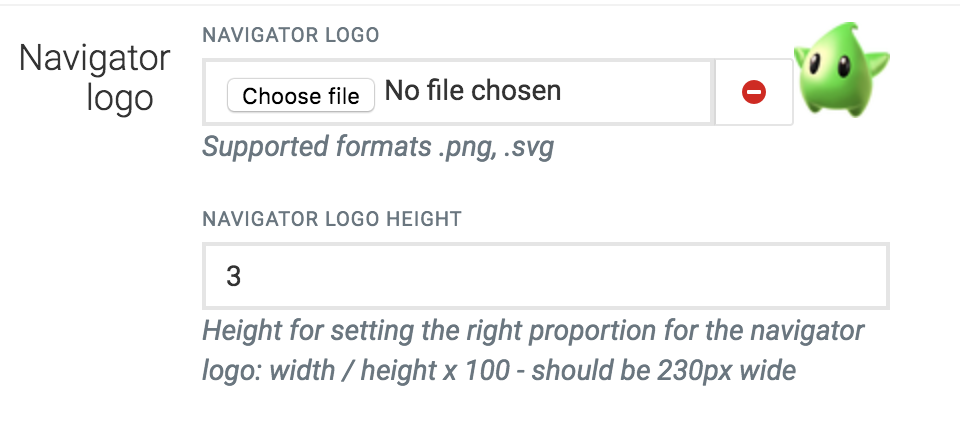 Navigator
logo
NAVIGATOR LOGO
Choose file No file chosen
Supported formats .png, .svg
NAVIGATOR LOGO HEIGHT
3
Height for setting the right proportion for the navigator
logo: width / height x 100 - should be 230px wide